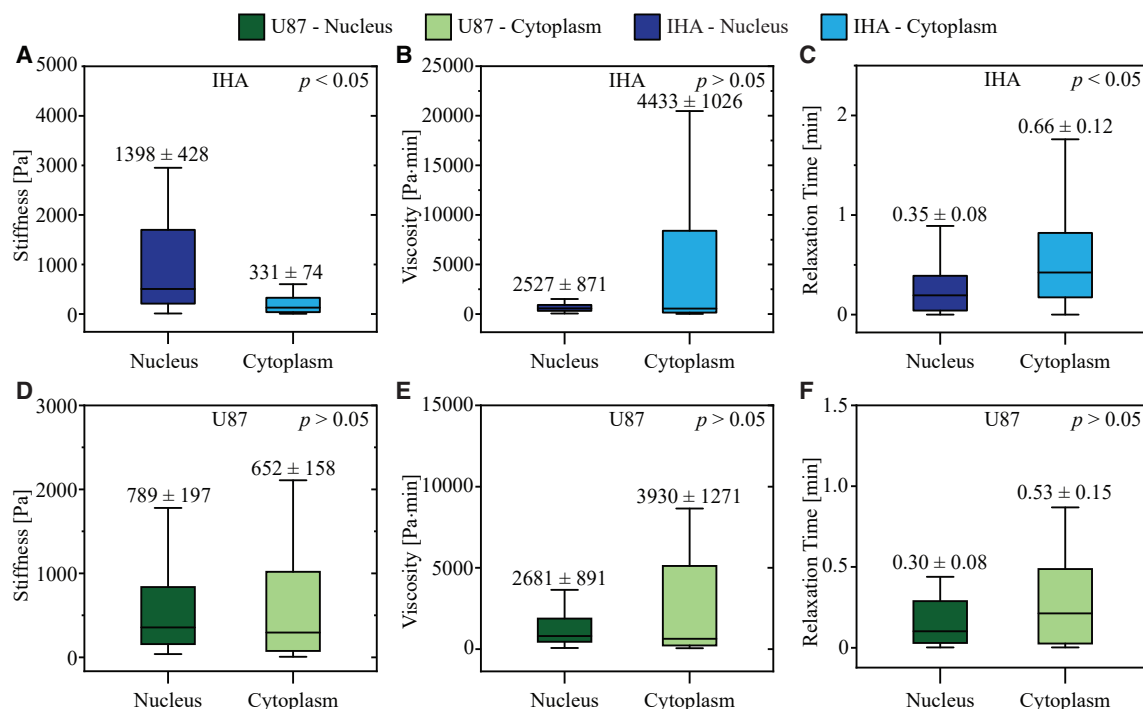 U87 - Nucleus U87 - Cytoplasm IHA - Nucleus IHA - Cytoplasm
A
5000
4000
3000
2000
1000
0
Stiffness [Pa]
IHA
p < 0.05
1398 ± 428
331 ± 74
Nucleus Cytoplasm
B
25000
20000
15000
10000
5000
0
Viscosity [Pa·min]
IHA
p > 0.05
4433 ± 1026
2527 ± 871
Nucleus Cytoplasm
C
2
1
0
Relaxation Time [min]
IHA
p < 0.05
0.66 ± 0.12
0.35 ± 0.08
Nucleus Cytoplasm
D
3000
2000
1000
0
Stiffness [Pa]
U87
p > 0.05
789 ± 197
652 ± 158
Nucleus Cytoplasm
E
15000
10000
5000
0
Viscosity [Pa·min]
U87
p > 0.05
3930 ± 1271
2681 ± 891
Nucleus Cytoplasm
F
1.5
1.0
0.5
0
Relaxation Time [min]
U87
p > 0.05
0.53 ± 0.15
0.30 ± 0.08
Nucleus Cytoplasm